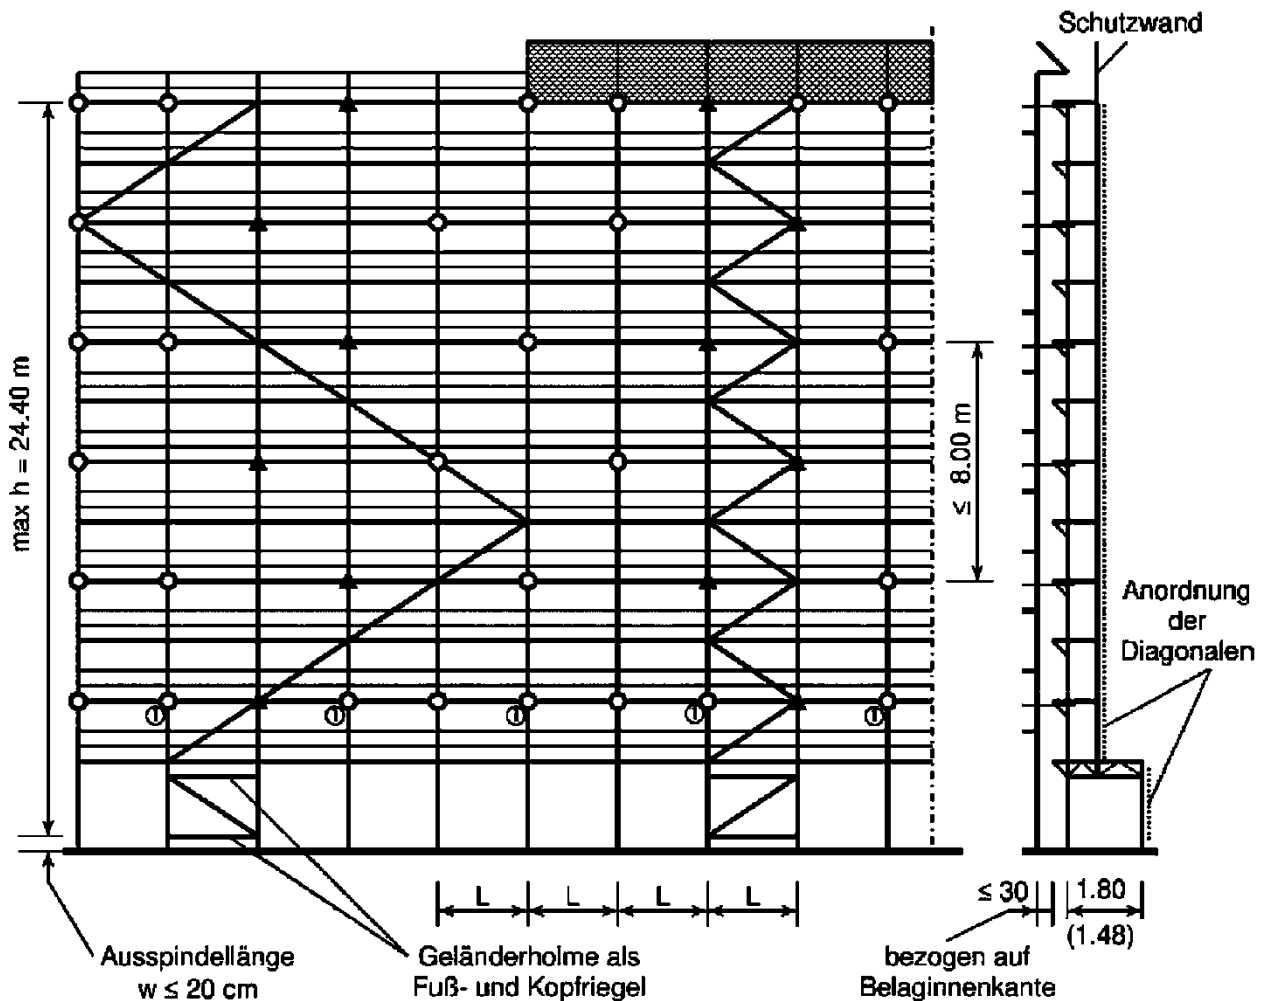 Schutzwand
max h = 24.40 m
≤ 8.00 m
Anordnung
der
Diagonalen
① ① ① ① ①
L L L L
≤ 30 1.80
(1.48)
Ausspindellänge
w ≤ 20 cm
Geländerholme als
Fuß- und Kopfriegel
bezogen auf
Belaginnenkante